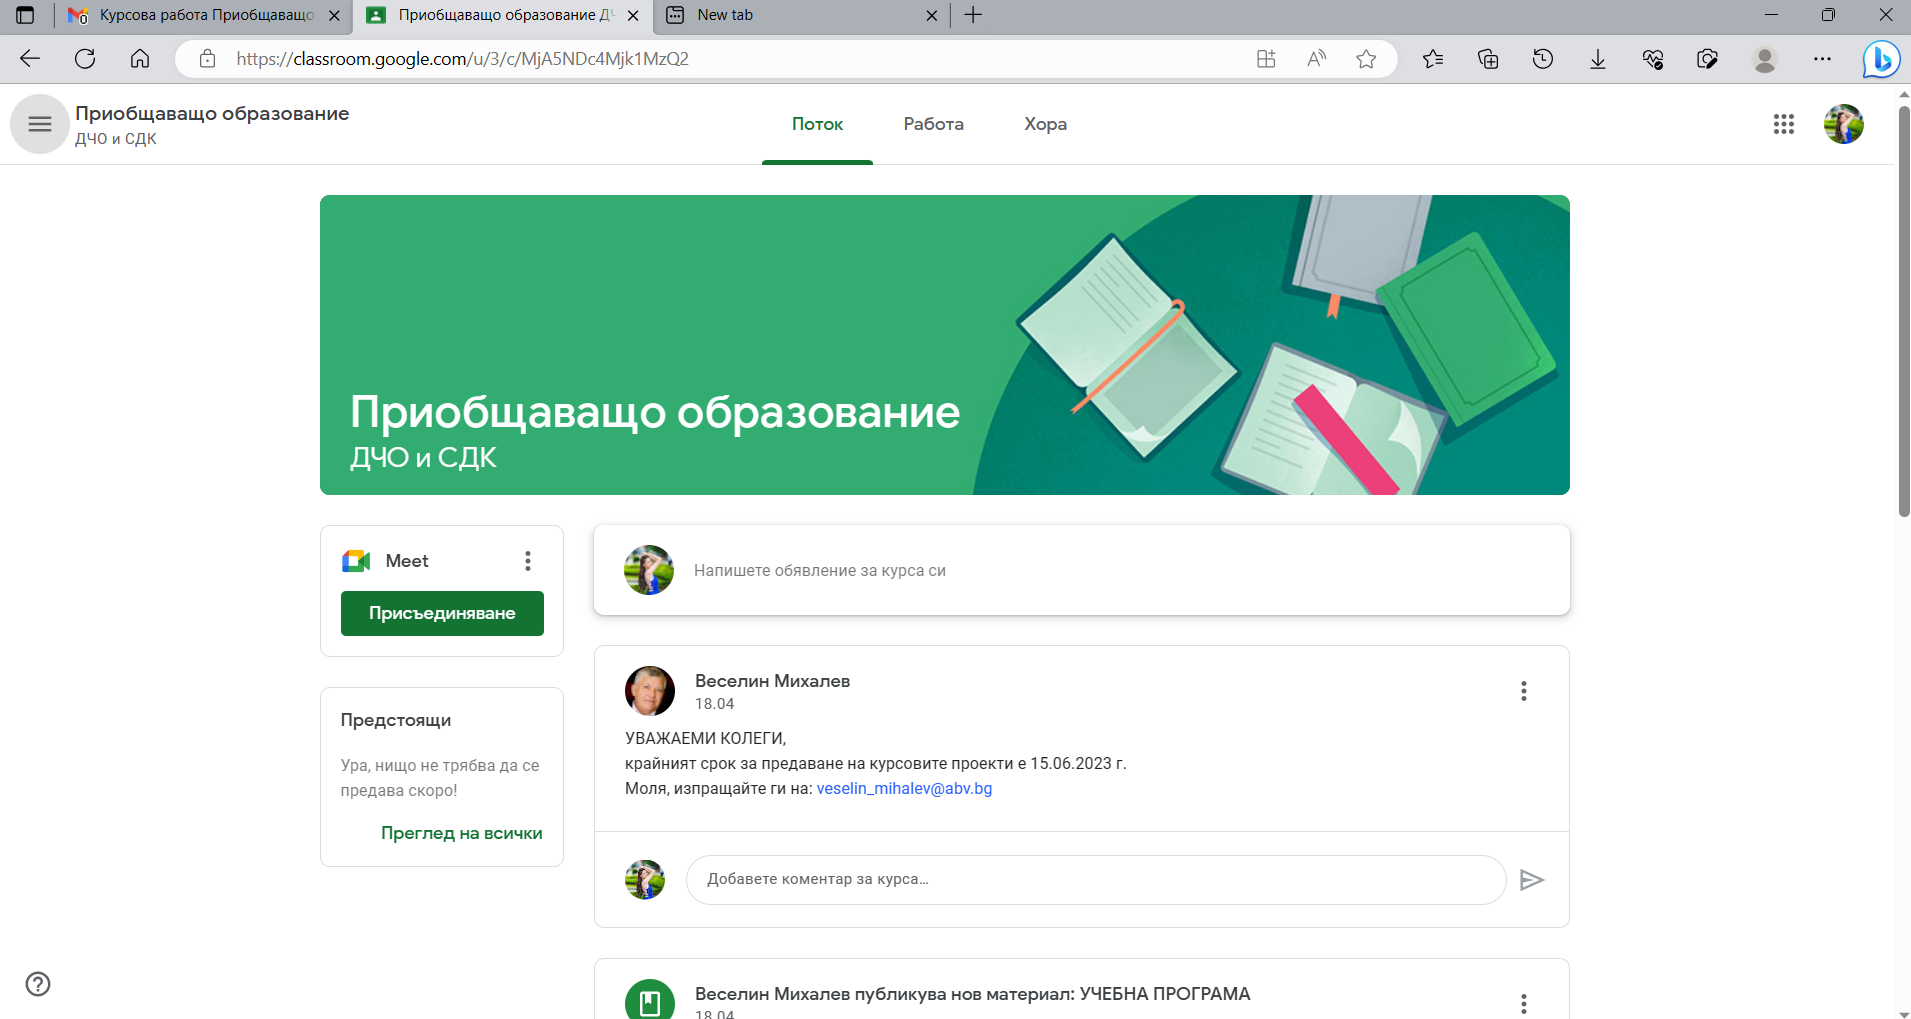 Курсова работа Приобщаващо
Приобщаващо образование Д
New tab
https://classroom.google.com/u/3/c/MjA5NDc4Mjk1MzQ2
Приобщаващо образование
ДЧО и СДК
Поток
Работа
Хора
Приобщаващо образование
ДЧО и СДК
Meet
Присъединяване
Предстоящи
Ура, нищо не трябва да се
предава скоро!
Преглед на всички
Напишете обявление за курса си
Веселин Михалев
18.04
УВАЖАЕМИ КОЛЕГИ,
крайният срок за предаване на курсовите проекти е 15.06.2023 г.
Моля, изпращайте ги на: veselin_mihalev@abv.bg
Добавете коментар за курса...
Веселин Михалев публикува нов материал: УЧЕБНА ПРОГРАМА
18.04